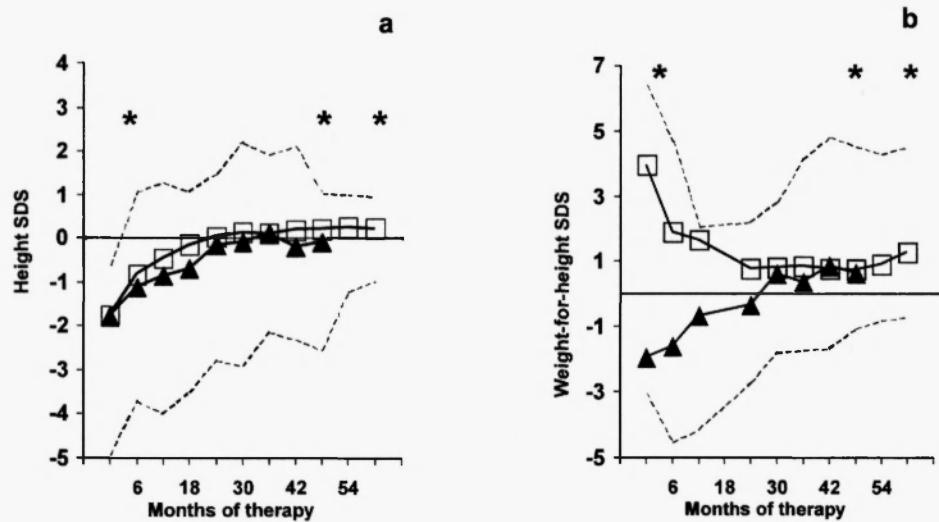 a
4
3
2
1
0
-1
-2
-3
-4
-5
Height SDS
* * *
6 18 30 42 54
Months of therapy
b
7
5
3
1
-1
-3
-5
Weight-for-height SDS
* * *
6 18 30 42 54
Months of therapy